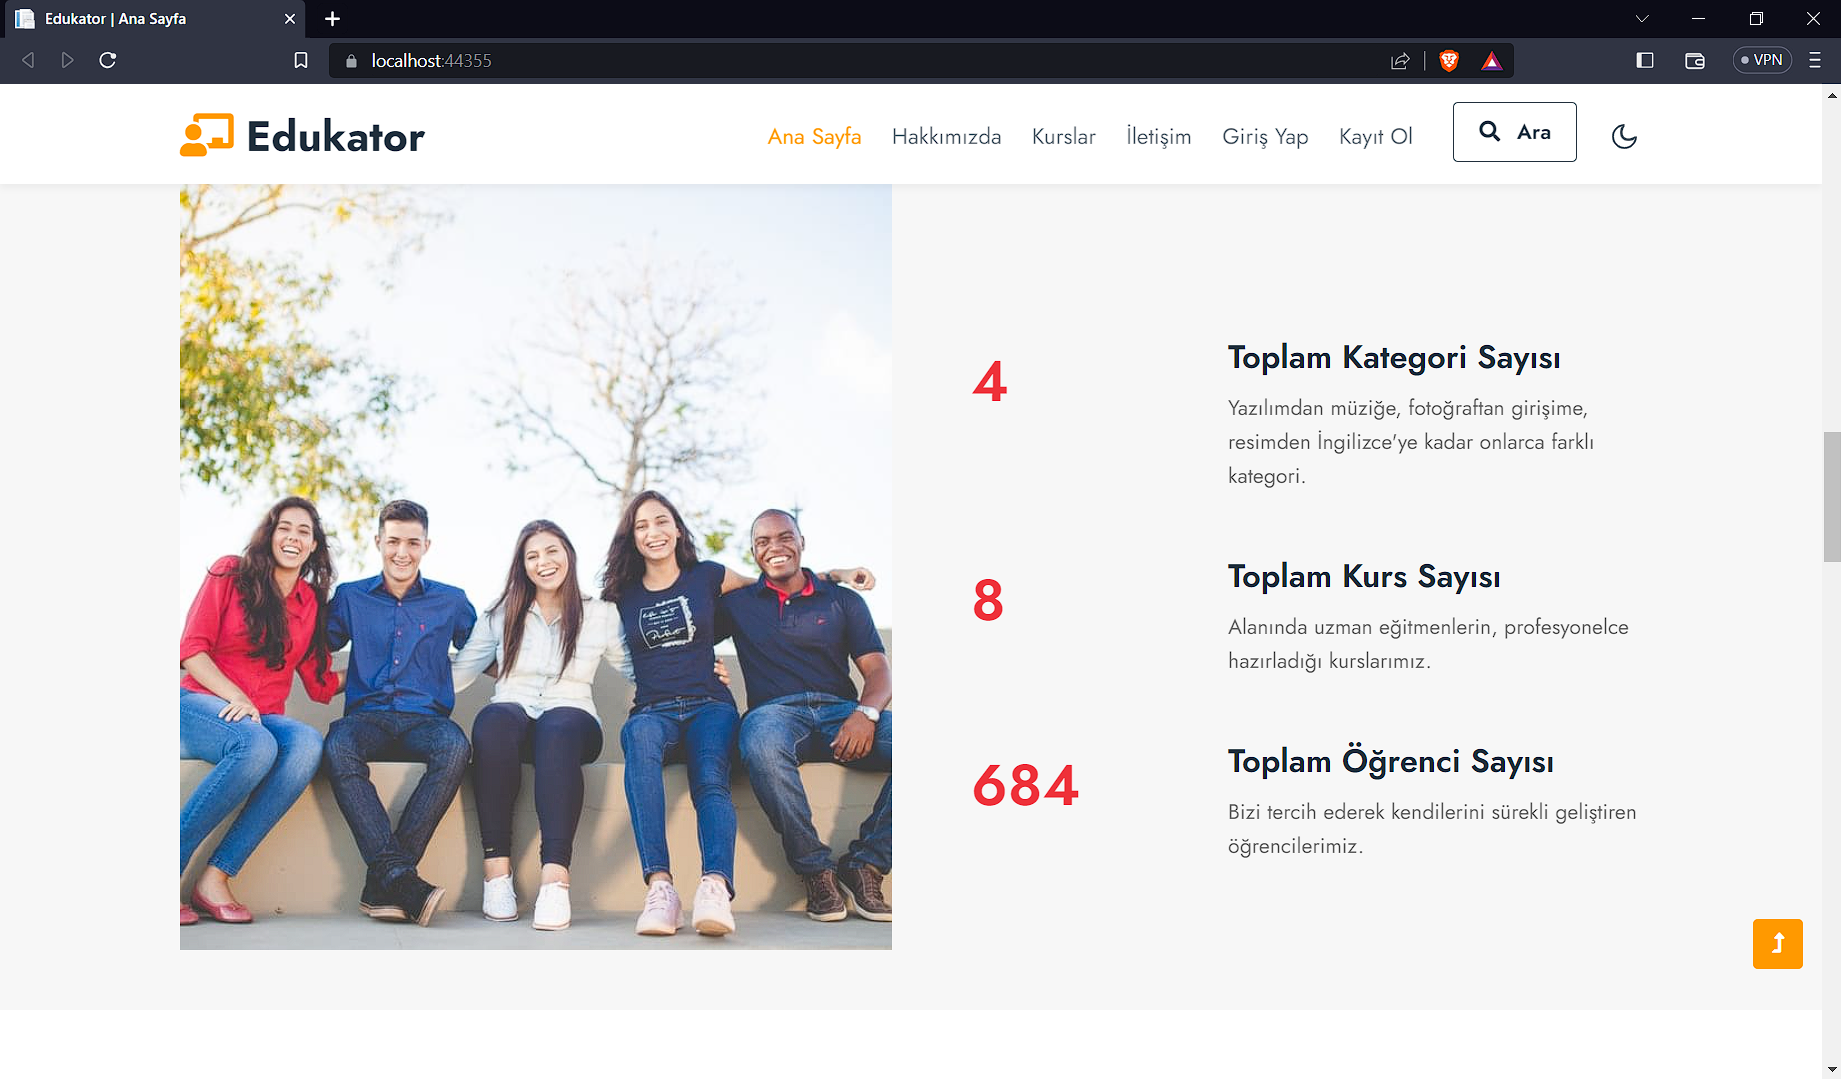 Edukator | Ana Sayfa
localhost:44355
VPN
Edukator
Ana Sayfa
Hakkımızda
Kurslar
İletişim
Giriş Yap
Kayıt Ol
Ara
4
Toplam Kategori Sayısı
Yazılımdan müziğe, fotoğraftan girişime,
resimden İngilizce'ye kadar onlarca farklı
kategori.
8
Toplam Kurs Sayısı
Alanında uzman eğitmenlerin, profesyonelce
hazırladığı kurslarımız.
684
Toplam Öğrenci Sayısı
Bizi tercih ederek kendilerini sürekli geliştiren
öğrencilerimiz.